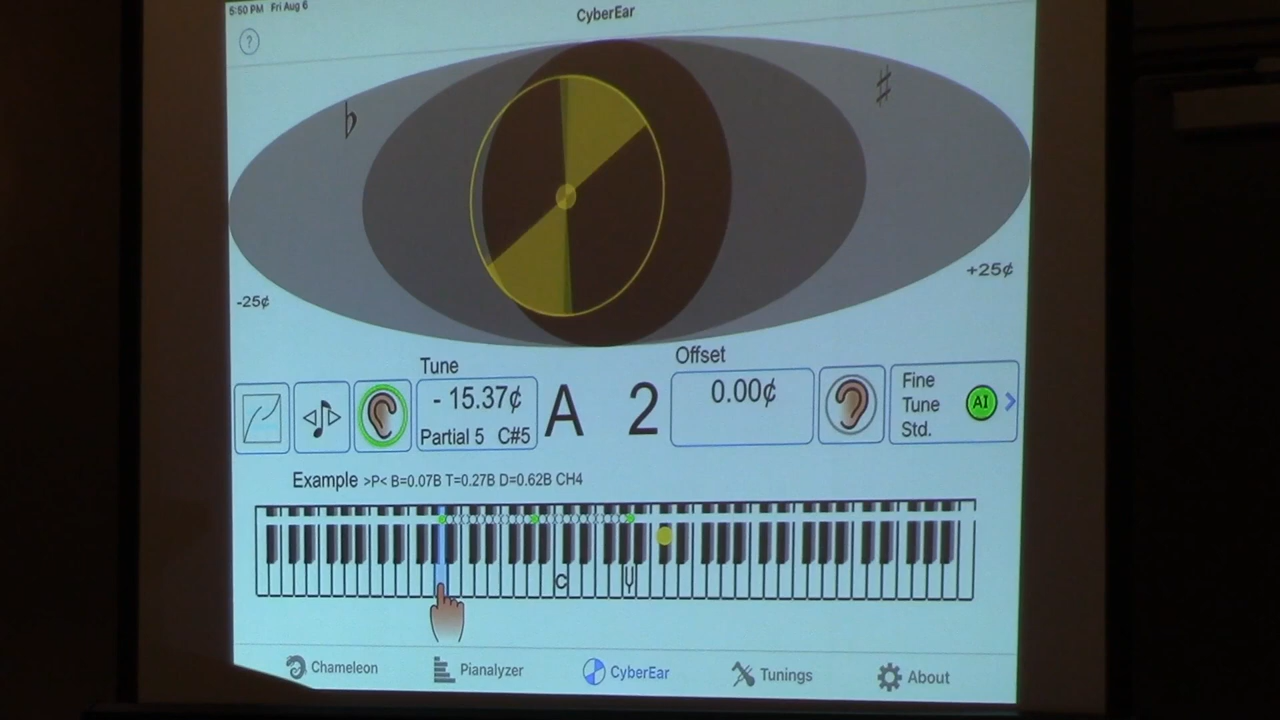 5:50 PM Fri Aug 6
CyberEar
?
♭
♯
-25¢
+25¢
Tune
- 15.37¢
Partial 5 C#5
A 2
Offset
0.00¢
Fine
Tune
Std.
AI
Example >P< B=0.07B T=0.27B D=0.62B CH4
C
Chameleon
Pianalyzer
CyberEar
Tunings
About